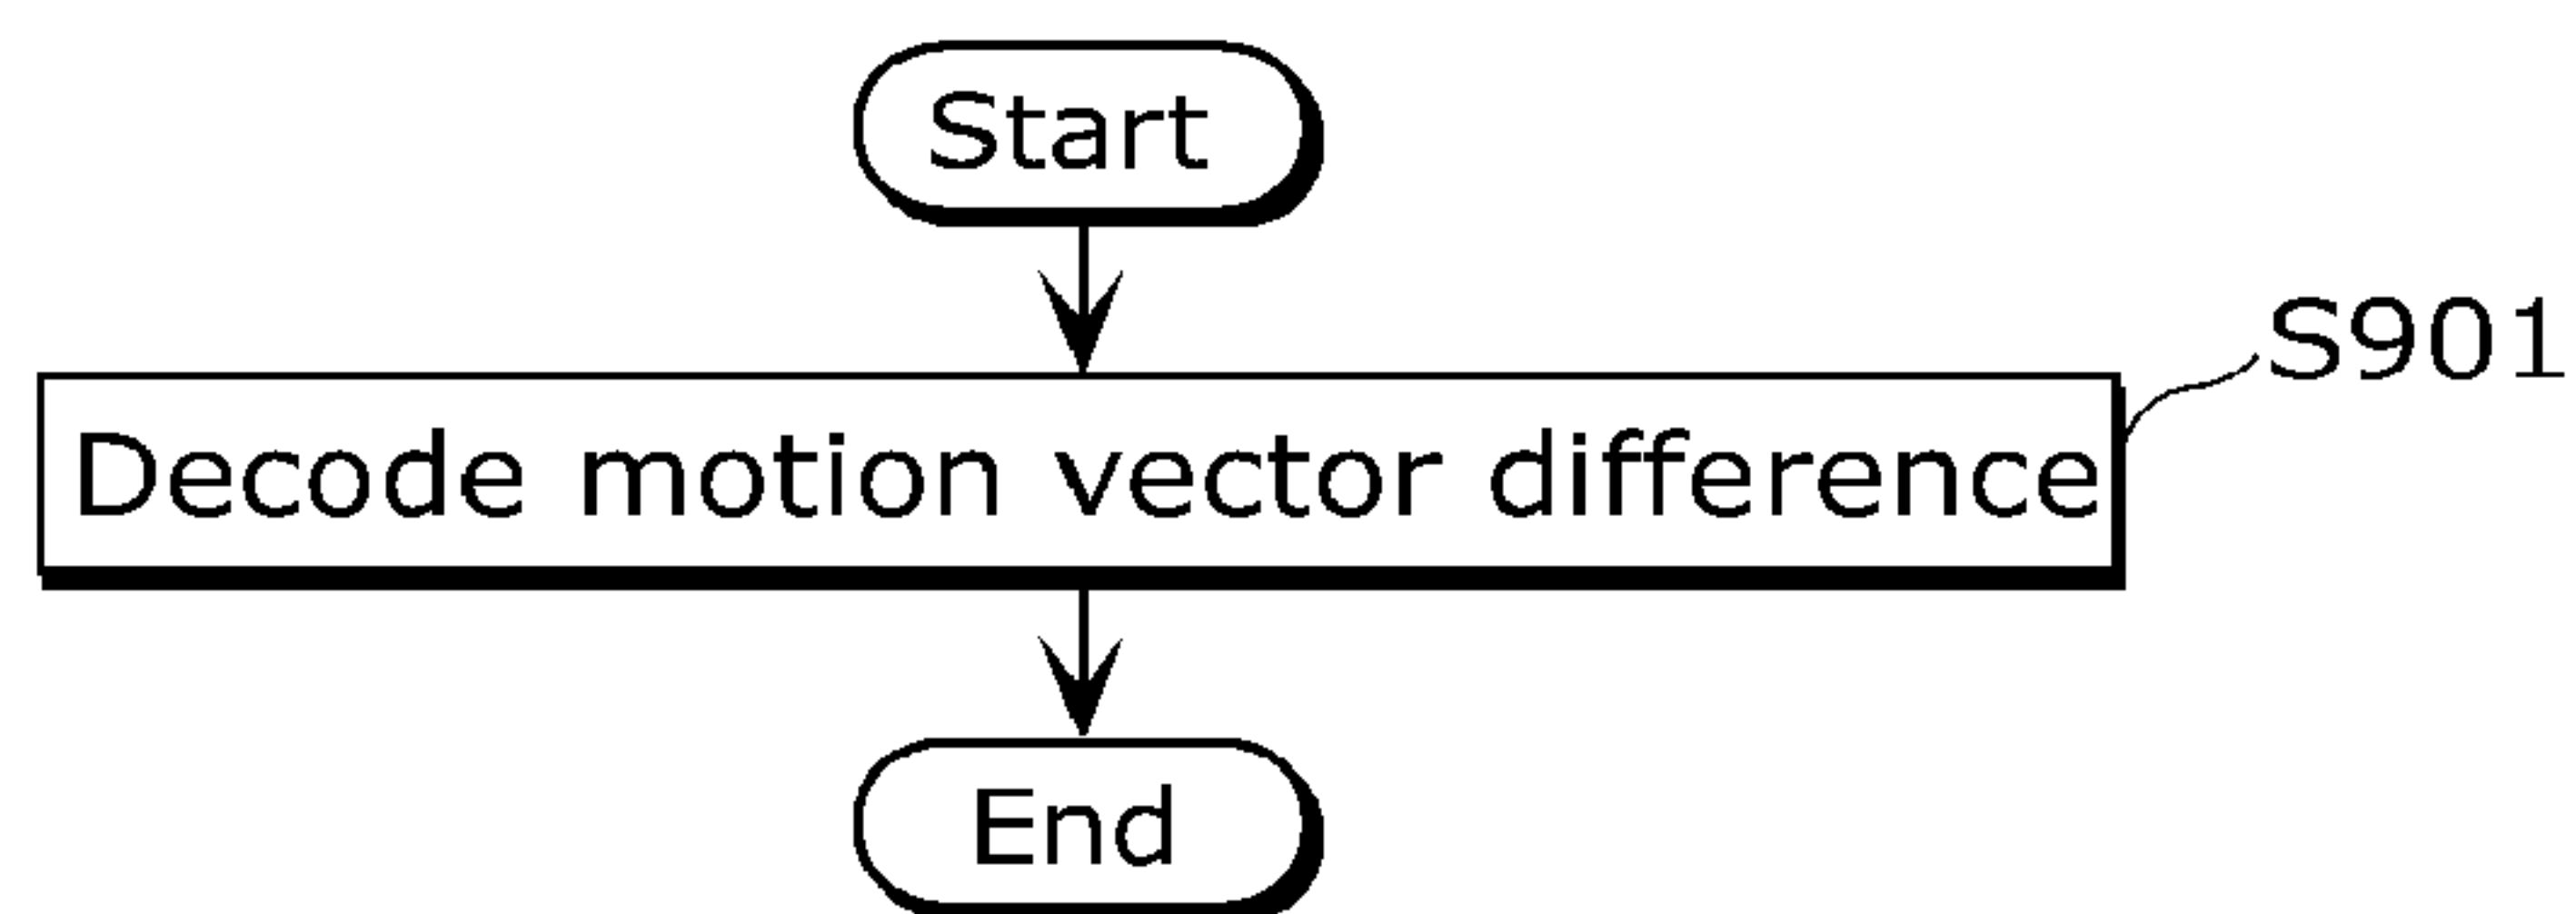 Start
S901
Decode motion vector difference
End